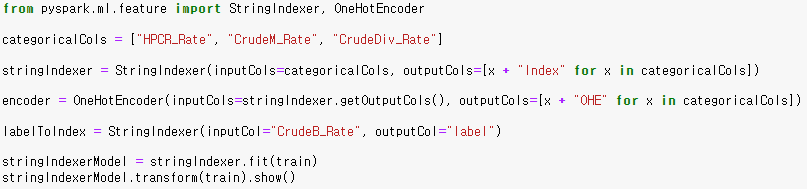 from pyspark.ml.feature import StringIndexer, OneHotEncoder
categoricalCols = ["HPCR_Rate", "CrudeM_Rate", "CrudeDiv_Rate"]
stringIndexer = StringIndexer(inputCols=categoricalCols, outputCols=[x + "Index" for x in categoricalCols])
encoder = OneHotEncoder(inputCols=stringIndexer.getOutputCols(), outputCols=[x + "OHE" for x in categoricalCols])
labelToIndex = StringIndexer(inputCol="CrudeB_Rate", outputCol="label")
stringIndexerModel = stringIndexer.fit(train)
stringIndexerModel.transform(train).show()